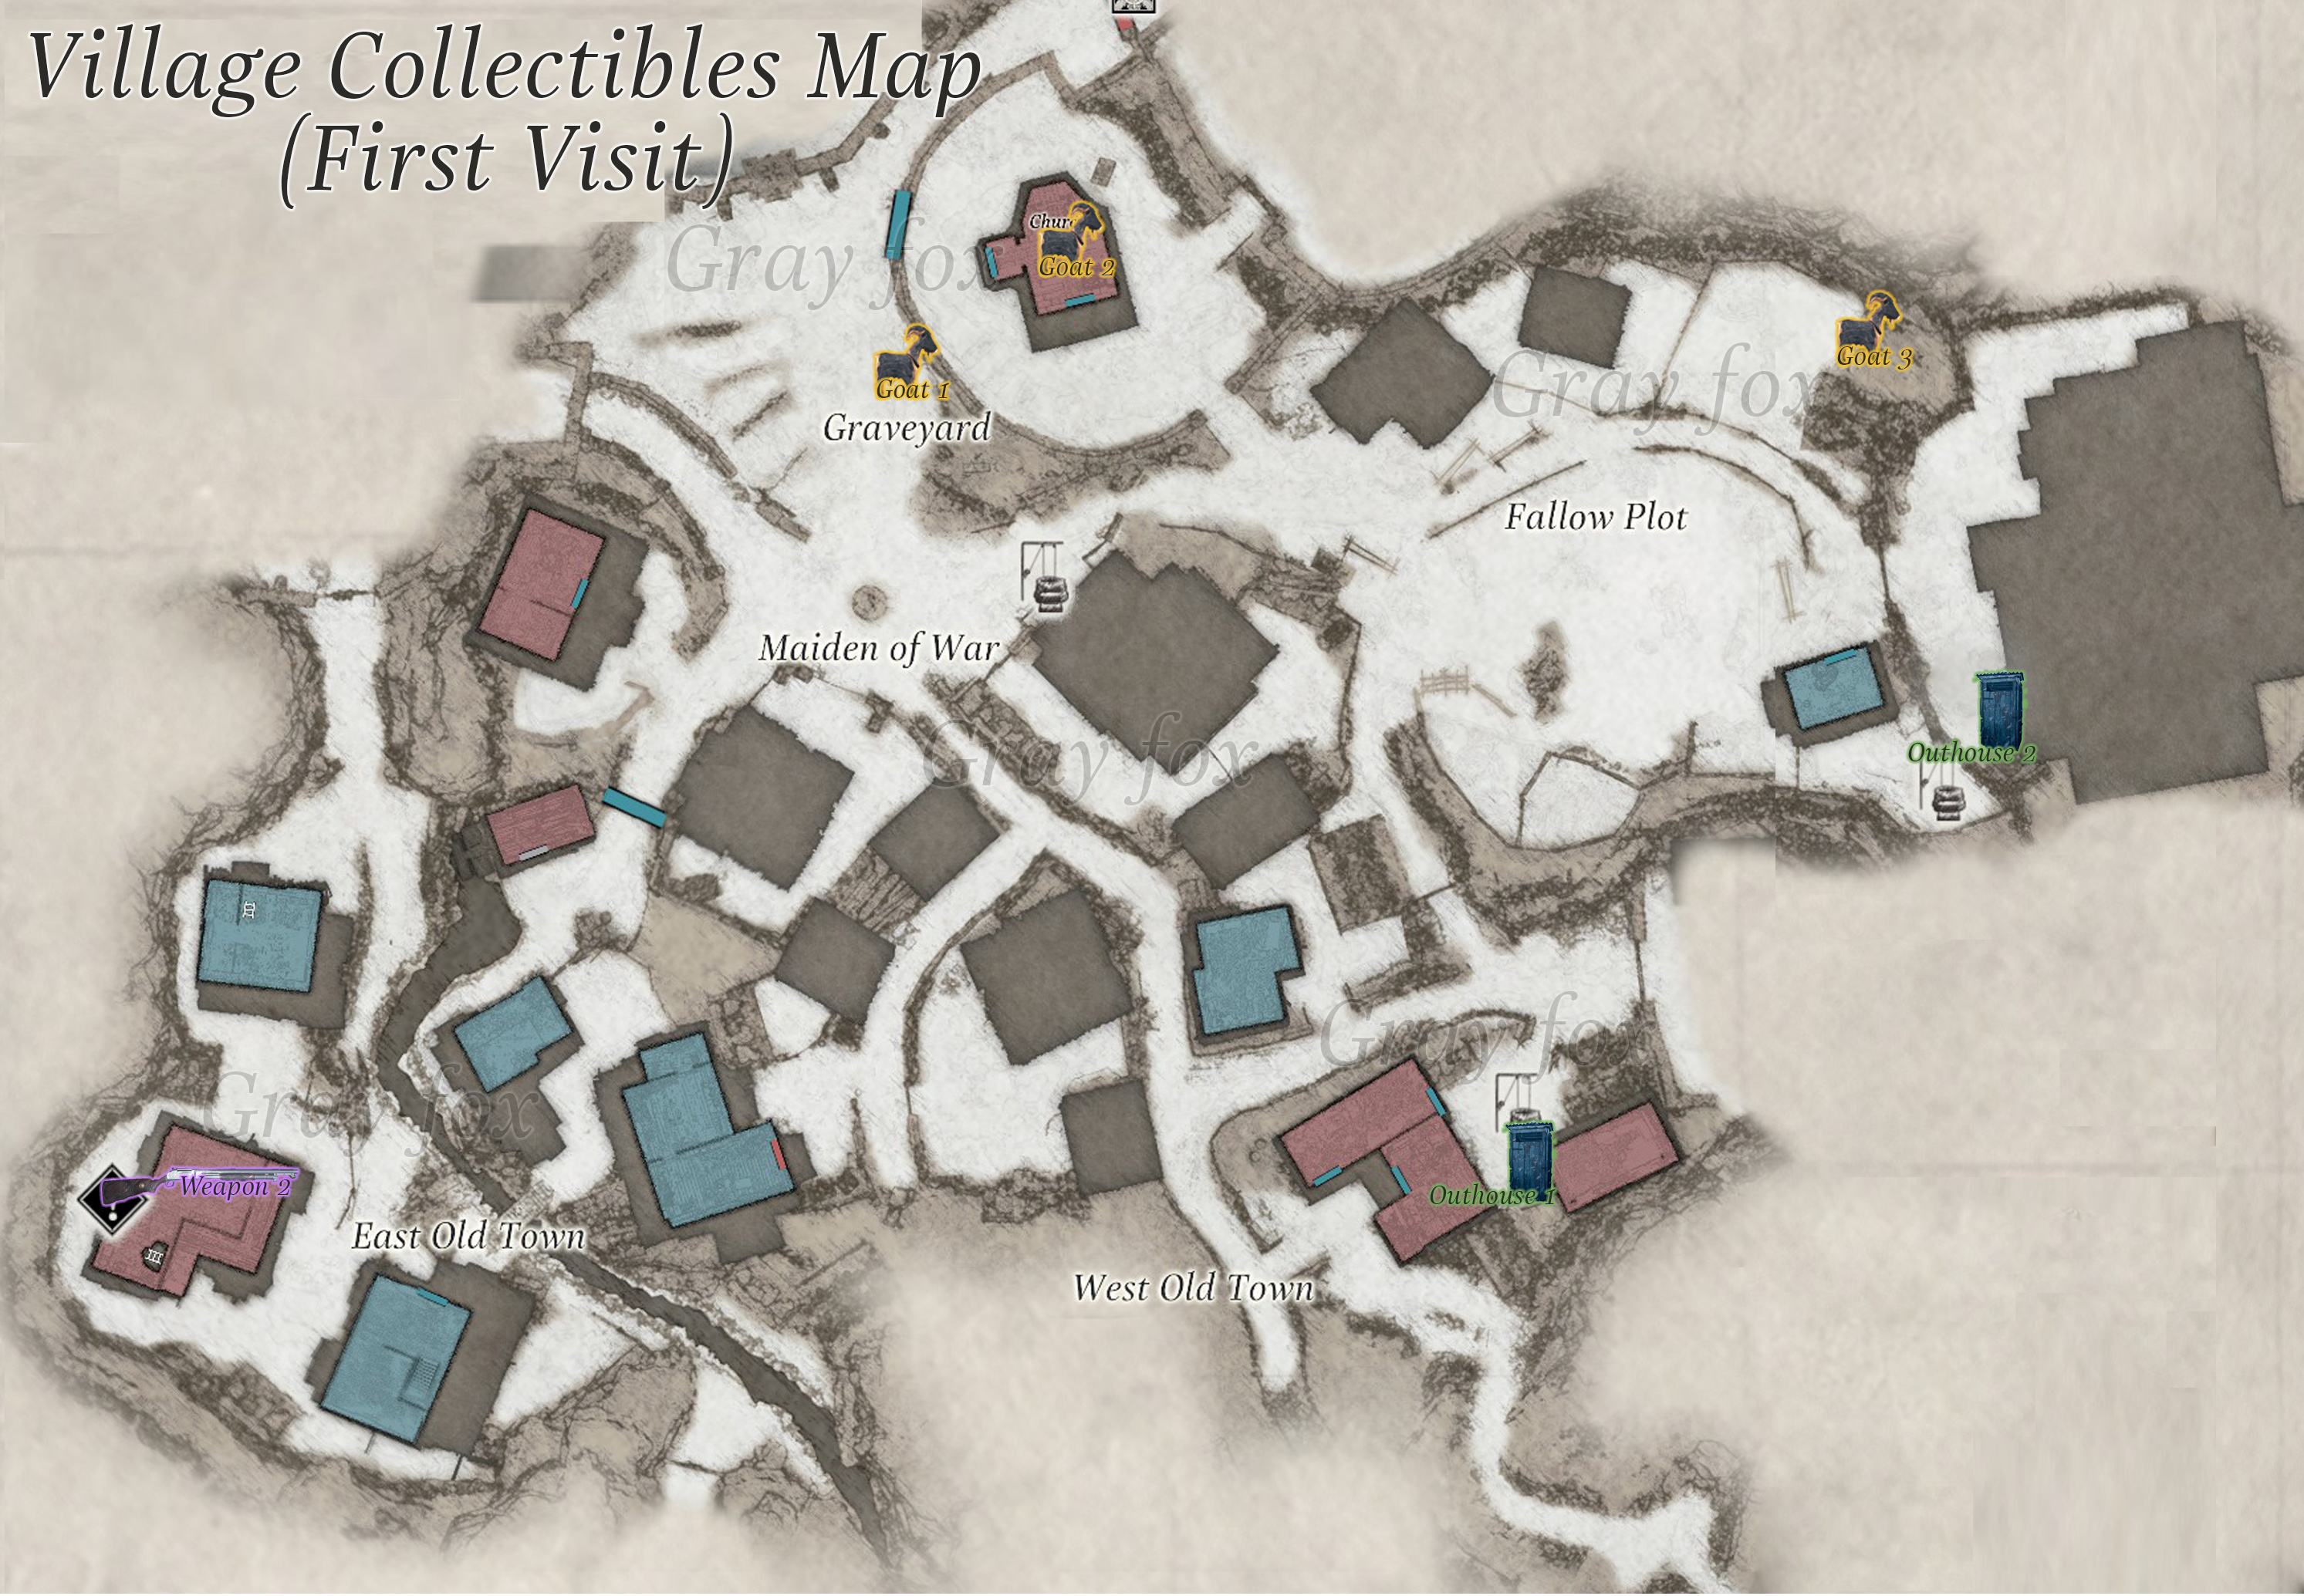 Village Collectibles Map
(First Visit)
Gray fox
Goat 2
Goat 1
Graveyard
Goat 3
Gray fox
Fallow Plot
Maiden of War
Gray fox
Outhouse 2
Gray fox
Gray fox
Weapon 2
Outhouse 1
East Old Town
West Old Town